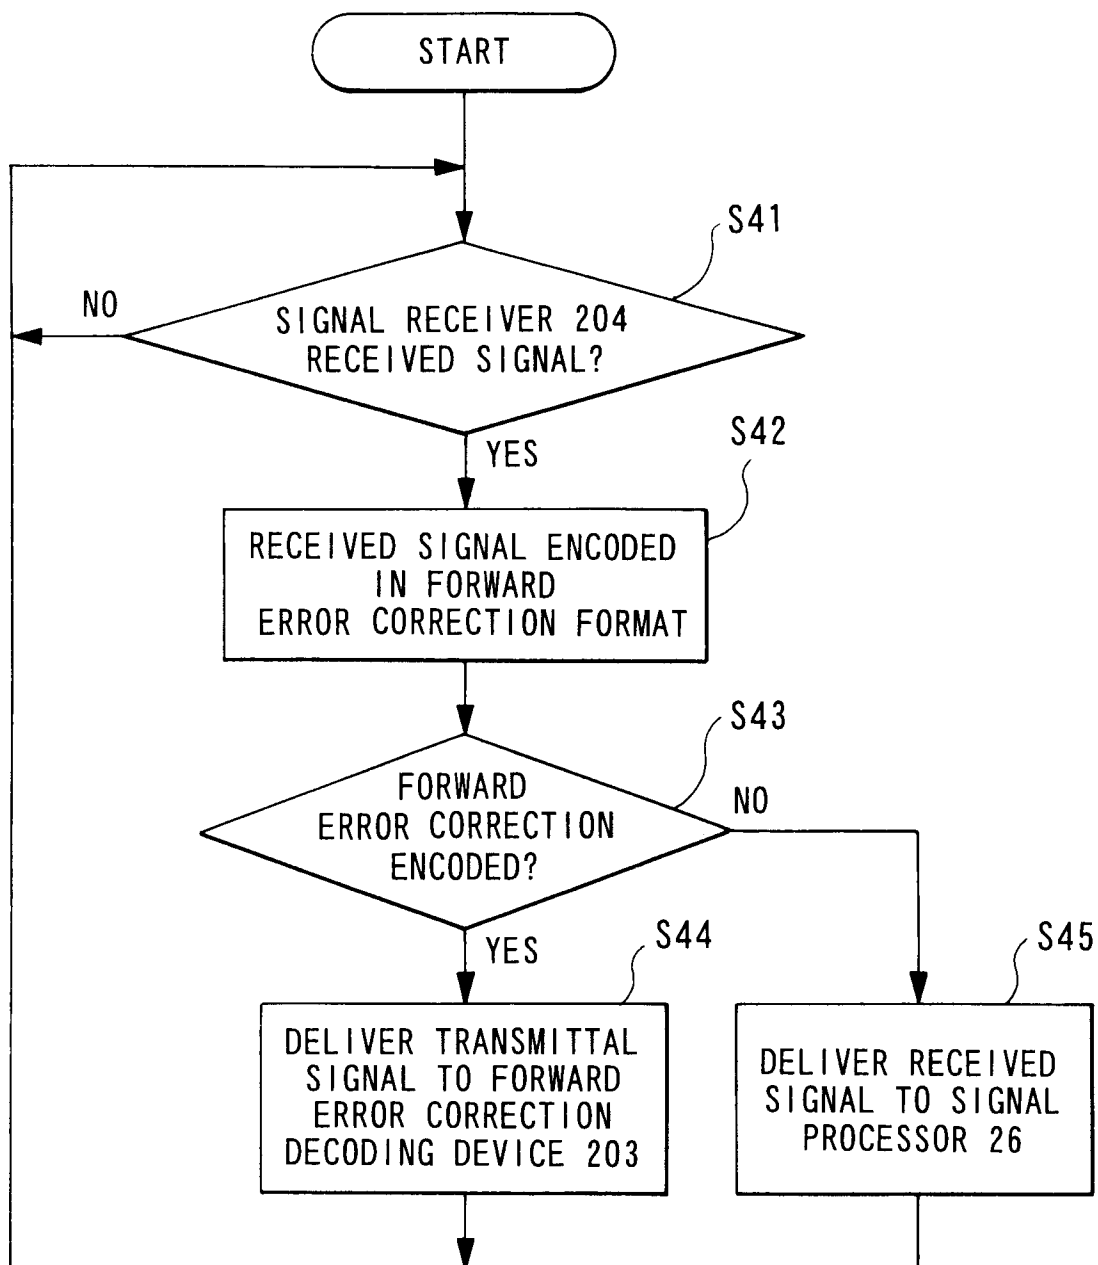 START
S41
NO
SIGNAL RECEIVER 204
RECEIVED SIGNAL?
YES
S42
RECEIVED SIGNAL ENCODED
IN FORWARD
ERROR CORRECTION FORMAT
S43
FORWARD
ERROR CORRECTION
ENCODED?
NO
YES
S44
S45
DELIVER TRANSMITTAL
SIGNAL TO FORWARD
ERROR CORRECTION
DECODING DEVICE 203
DELIVER RECEIVED
SIGNAL TO SIGNAL
PROCESSOR 26